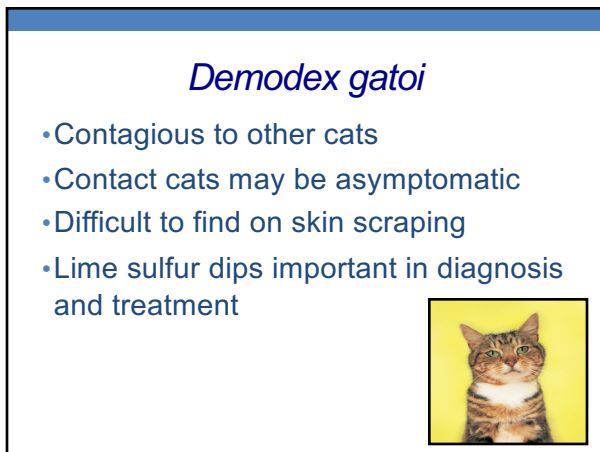 Demodex gatoi
•Contagious to other cats
•Contact cats may be asymptomatic
•Difficult to find on skin scraping
•Lime sulfur dips important in diagnosis
and treatment